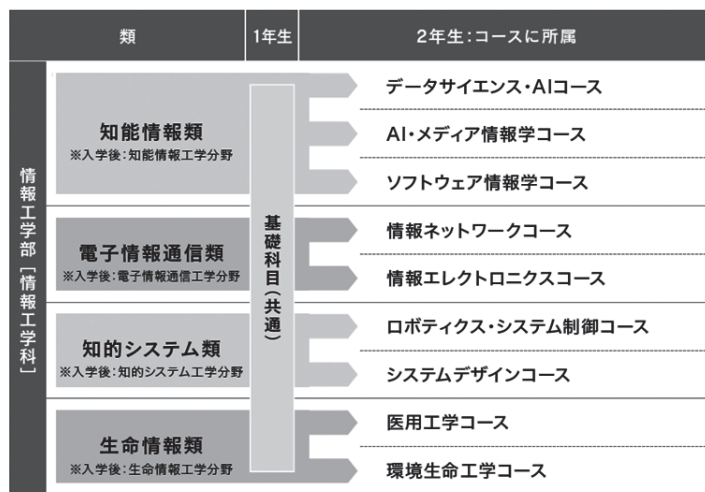 類 1年生 2年生：コースに所属
情報工学部［情報工学科］
知能情報類
※入学後：知能情報工学分野
電子情報通信類
※入学後：電子情報通信工学分野
知的システム類
※入学後：知的システム工学分野
生命情報類
※入学後：生命情報工学分野
基礎科目（共通）
データサイエンス・AIコース
AI・メディア情報学コース
ソフトウェア情報学コース
情報ネットワークコース
情報エレクトロニクスコース
ロボティクス・システム制御コース
システムデザインコース
医用工学コース
環境生命工学コース